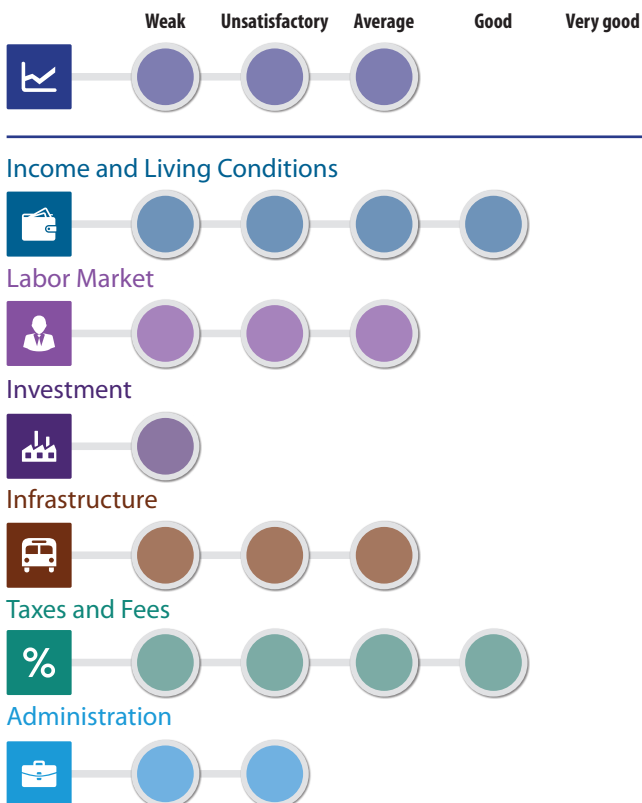 Weak Unsatisfactory Average Good Very good
Income and Living Conditions
Labor Market
Investment
Infrastructure
Taxes and Fees
%
Administration